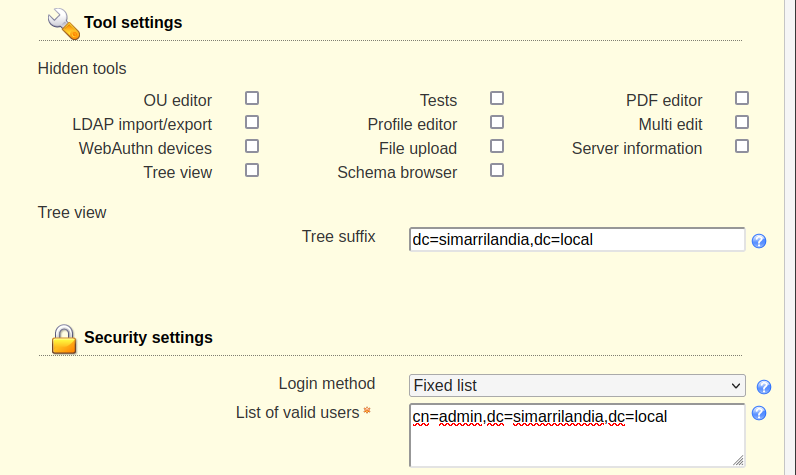 Tool settings
Hidden tools
OU editor Tests PDF editor
LDAP import/export Profile editor Multi edit
WebAuthn devices File upload Server information
Tree view Schema browser
Tree view
Tree suffix dc=simarrilandia,dc=local
Security settings
Login method Fixed list
List of valid users * cn=admin,dc=simarrilandia,dc=local